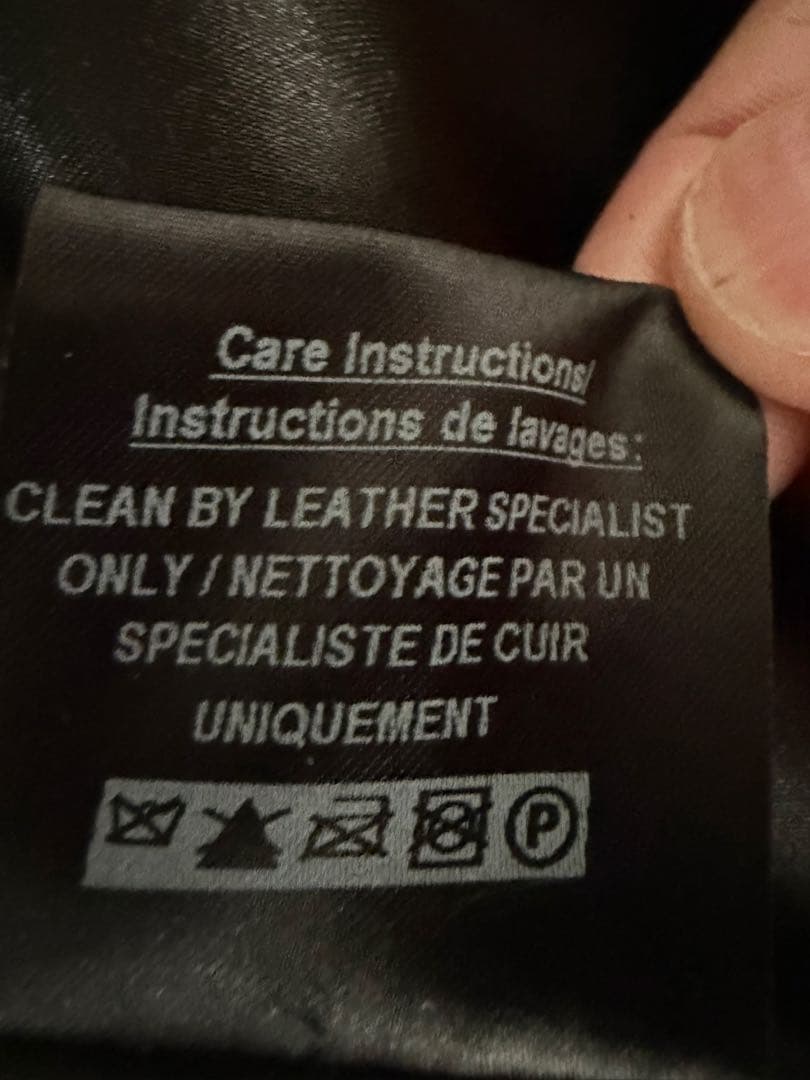 Care Instructions/
Instructions de lavages:
CLEAN BY LEATHER SPECIALIST
ONLY / NETTOYAGE PAR UN
SPECIALISTE DE CUIR
UNIQUEMENT
P